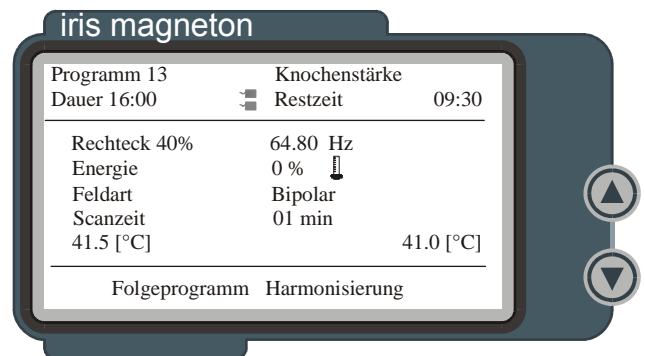 iris magneton
Programm 13 Knochenstärke
Dauer 16:00 Restzeit 09:30
Rechteck 40% 64.80 Hz
Energie 0 %
Feldart Bipolar
Scanzeit 01 min
41.5 [°C] 41.0 [°C]
Folgeprogramm Harmonisierung